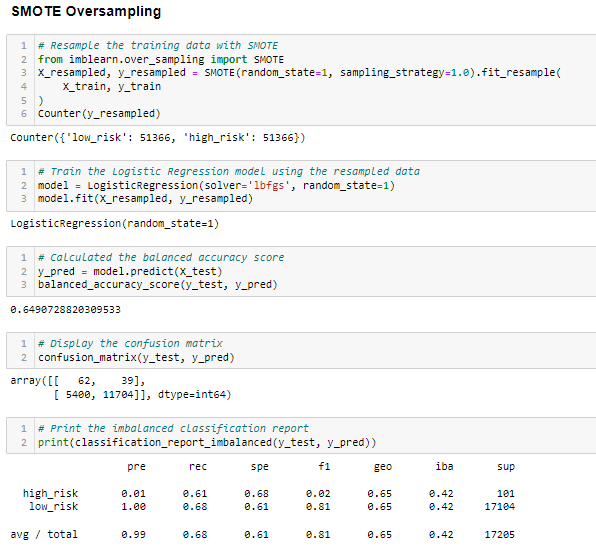 SMOTE Oversampling
1 # Resample the training data with SMOTE
2 from imblearn.over_sampling import SMOTE
3 X_resampled, y_resampled = SMOTE(random_state=1, sampling_strategy=1.0).fit_resample(
4     X_train, y_train
5 )
6 Counter(y_resampled)
Counter({'low_risk': 51366, 'high_risk': 51366})
1 # Train the Logistic Regression model using the resampled data
2 model = LogisticRegression(solver='lbfgs', random_state=1)
3 model.fit(X_resampled, y_resampled)
LogisticRegression(random_state=1)
1 # Calculated the balanced accuracy score
2 y_pred = model.predict(X_test)
3 balanced_accuracy_score(y_test, y_pred)
0.6490728820309533
1 # Display the confusion matrix
2 confusion_matrix(y_test, y_pred)
array([[   62,    39],
       [ 5400, 11704]], dtype=int64)
1 # Print the imbalanced classification report
2 print(classification_report_imbalanced(y_test, y_pred))
pre rec spe f1 geo iba sup
high_risk 0.01 0.61 0.68 0.02 0.65 0.42 101
low_risk 1.00 0.68 0.61 0.81 0.65 0.42 17104
avg / total 0.99 0.68 0.61 0.81 0.65 0.42 17205